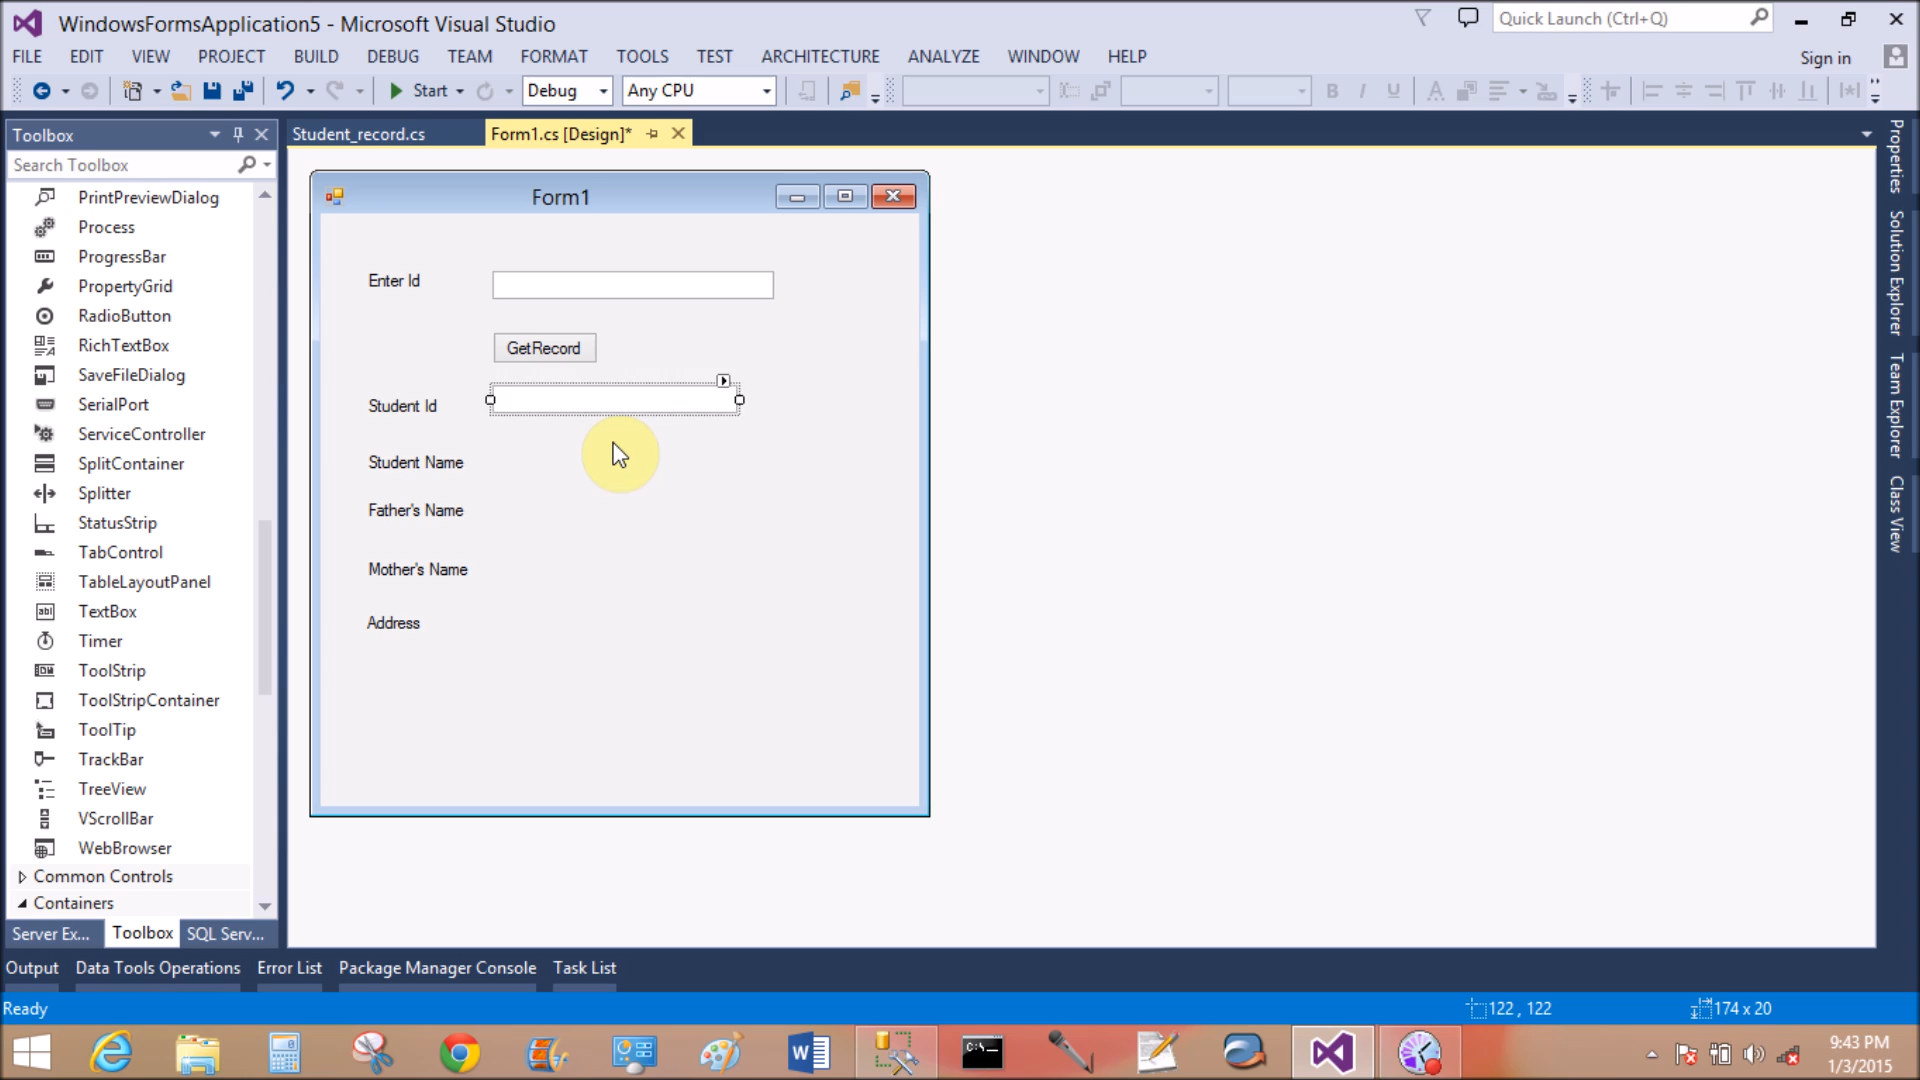 WindowsFormsApplication5 - Microsoft Visual Studio
Quick Launch (Ctrl+Q)
FILE EDIT VIEW PROJECT BUILD DEBUG TEAM FORMAT TOOLS TEST ARCHITECTURE ANALYZE WINDOW HELP
Sign in
Start Debug Any CPU
B I U A
Toolbox
Student_record.cs Form1.cs [Design]*
Search Toolbox
PrintPreviewDialog
Process
ProgressBar
PropertyGrid
RadioButton
RichTextBox
SaveFileDialog
SerialPort
ServiceController
SplitContainer
Splitter
StatusStrip
TabControl
TableLayoutPanel
TextBox
Timer
ToolStrip
ToolStripContainer
ToolTip
TrackBar
TreeView
VScrollBar
WebBrowser
Common Controls
Containers
Server Ex... Toolbox SQL Serv...
Form1
Enter Id
GetRecord
Student Id
Student Name
Father's Name
Mother's Name
Address
Properties
Solution Explorer
Team Explorer
Class View
Output Data Tools Operations Error List Package Manager Console Task List
Ready
122 , 122
174 x 20
9:43 PM
1/3/2015